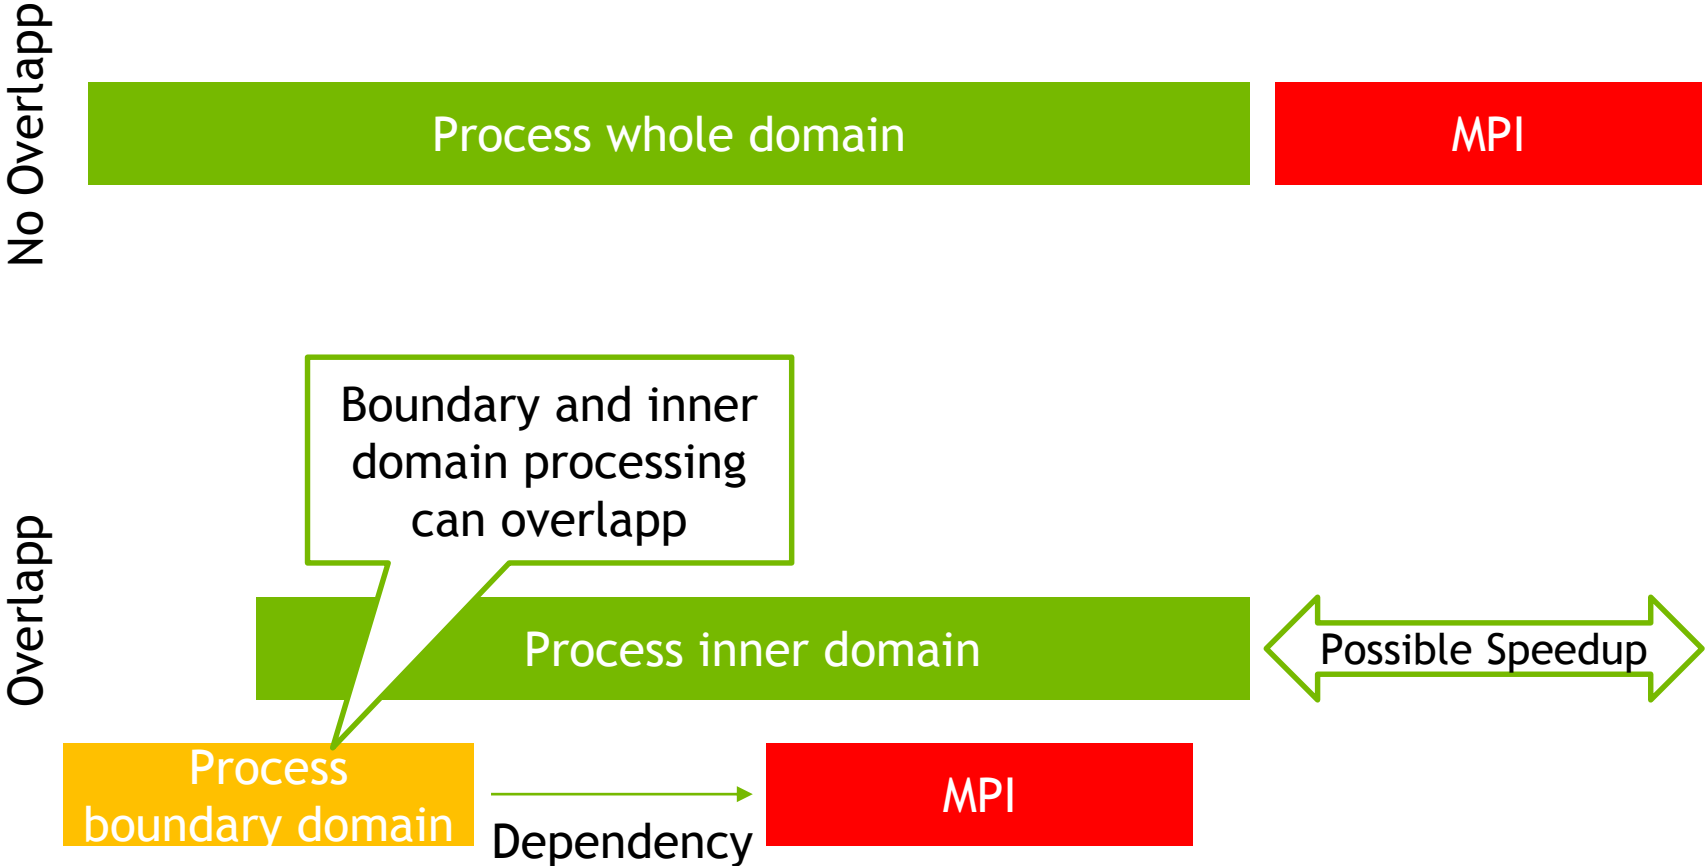 No Overlapp
Process whole domain
MPI
Boundary and inner
domain processing
can overlapp
Overlapp
Process inner domain
Possible Speedup
Process
boundary domain
Dependency
MPI